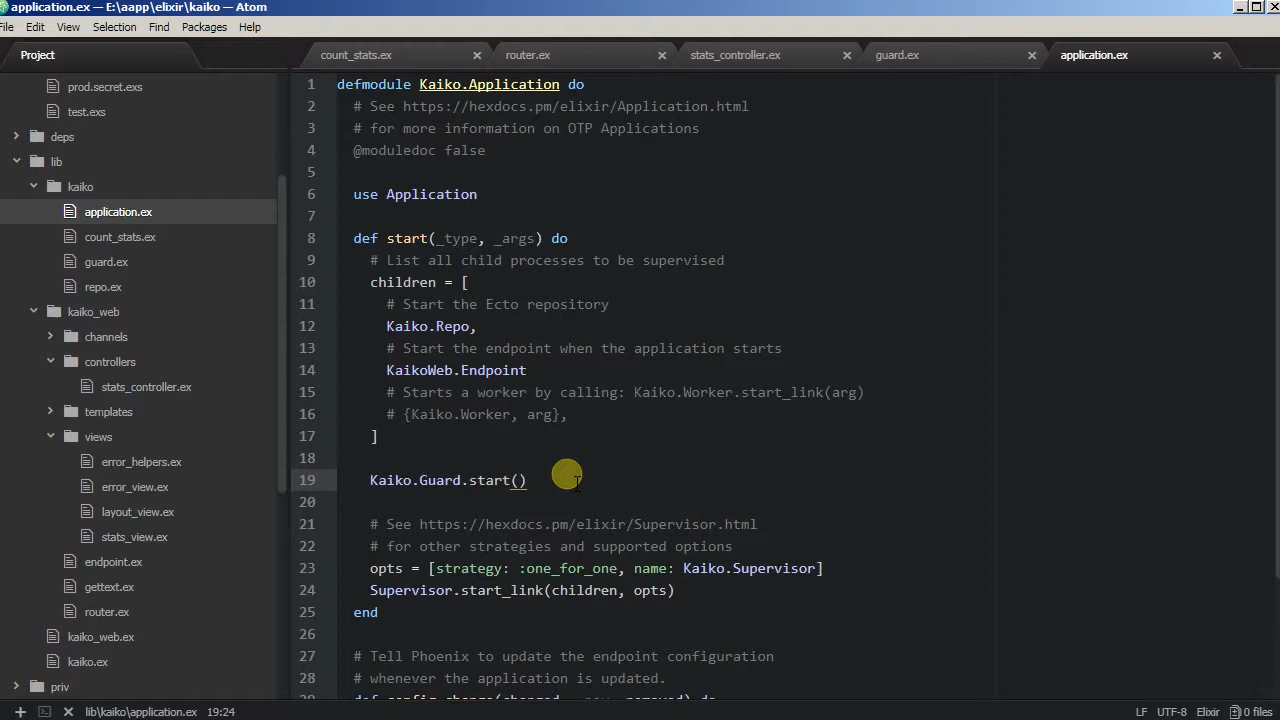 application.ex — E:\aapp\elixir\kaiko — Atom
File Edit View Selection Find Packages Help
Project
count_stats.ex
router.ex
stats_controller.ex
guard.ex
application.ex
prod.secret.exs
test.exs
deps
lib
kaiko
application.ex
count_stats.ex
guard.ex
repo.ex
kaiko_web
channels
controllers
stats_controller.ex
templates
views
error_helpers.ex
error_view.ex
layout_view.ex
stats_view.ex
endpoint.ex
gettext.ex
router.ex
kaiko_web.ex
kaiko.ex
priv
1 defmodule Kaiko.Application do
2 # See https://hexdocs.pm/elixir/Application.html
3 # for more information on OTP Applications
4 @moduledoc false
5
6 use Application
7
8 def start(_type, _args) do
9 # List all child processes to be supervised
10 children = [
11 # Start the Ecto repository
12 Kaiko.Repo,
13 # Start the endpoint when the application starts
14 KaikoWeb.Endpoint
15 # Starts a worker by calling: Kaiko.Worker.start_link(arg)
16 # {Kaiko.Worker, arg},
17 ]
18
19 Kaiko.Guard.start()
20
21 # See https://hexdocs.pm/elixir/Supervisor.html
22 # for other strategies and supported options
23 opts = [strategy: :one_for_one, name: Kaiko.Supervisor]
24 Supervisor.start_link(children, opts)
25 end
26
27 # Tell Phoenix to update the endpoint configuration
28 # whenever the application is updated.
29 def config_change(changed, _new, removed) do
lib\kaiko\application.ex 19:24
LF UTF-8 Elixir 0 files